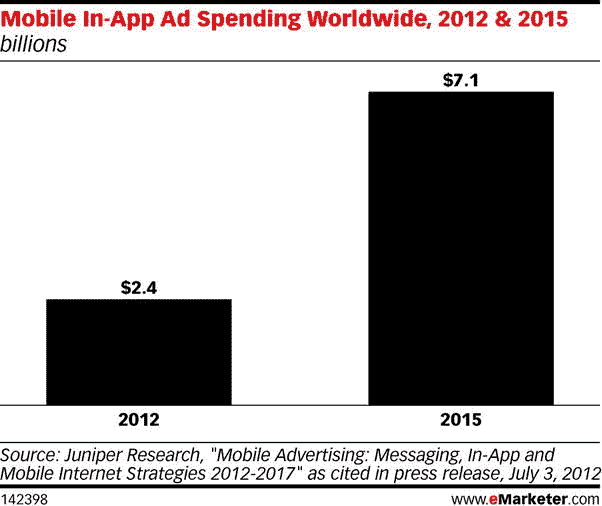 Mobile In-App Ad Spending Worldwide, 2012 & 2015
billions
$7.1
$2.4
2012
2015
Source: Juniper Research, "Mobile Advertising: Messaging, In-App and
Mobile Internet Strategies 2012-2017" as cited in press release, July 3, 2012
142398
www.eMarketer.com